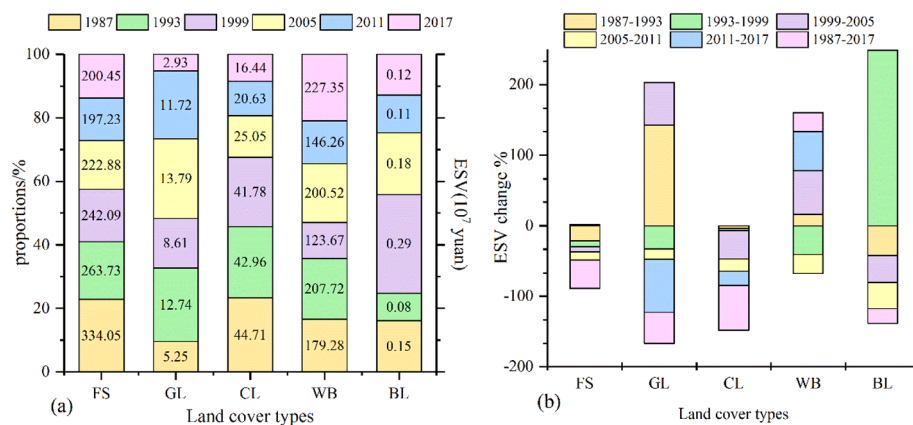 1987 1993 1999 2005 2011 2017
1987-1993 1993-1999 1999-2005
2005-2011 2011-2017 1987-2017
100
80
60
40
20
0
proportions/%
ESV(10⁷ yuan)
200.45 2.93 16.44 227.35 0.12
197.23 11.72 20.63 146.26 0.11
222.88 13.79 25.05 200.52 0.18
242.09 8.61 41.78 123.67 0.29
263.73 12.74 42.96 207.72 0.08
334.05 5.25 44.71 179.28 0.15
FS GL CL WB BL
(a)
Land cover types
ESV change %
200
100
0
-100
-200
FS GL CL WB BL
(b)
Land cover types